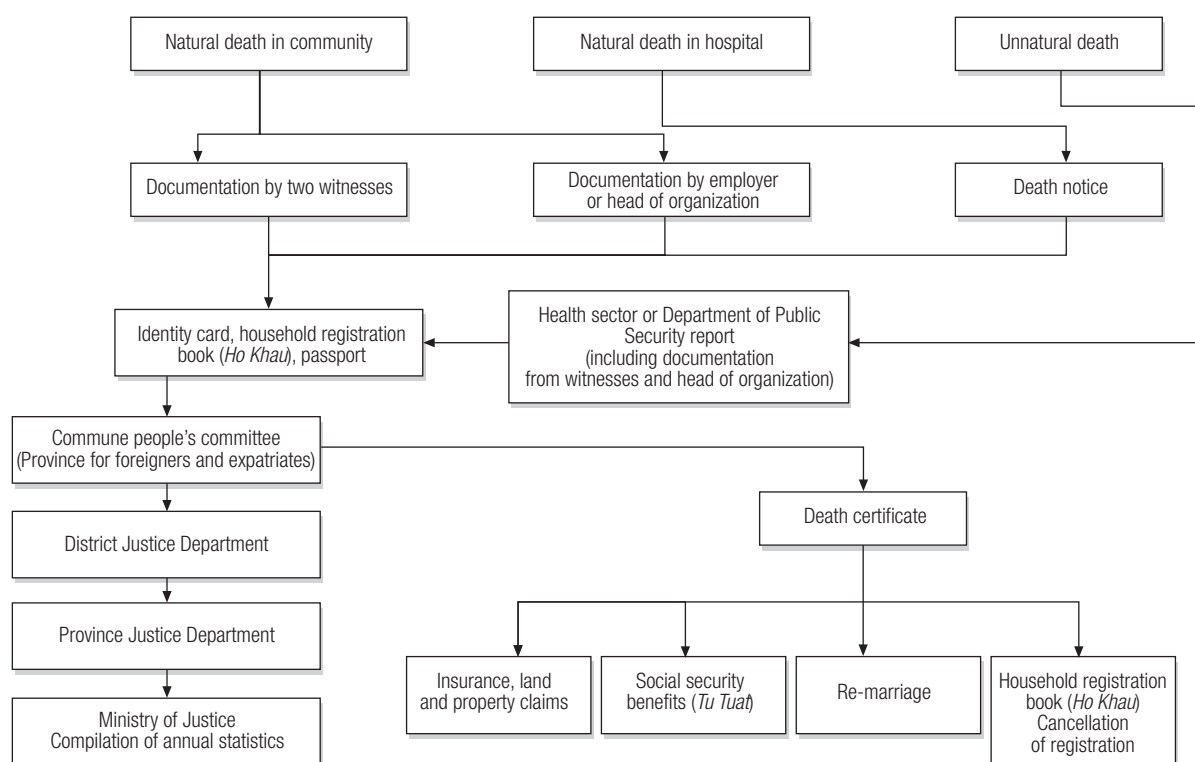 Natural death in community
Natural death in hospital
Unnatural death
Documentation by two witnesses
Documentation by employer
or head of organization
Death notice
Identity card, household registration
book (Ho Khau), passport
Health sector or Department of Public
Security report
(including documentation
from witnesses and head of organization)
Commune people’s committee
(Province for foreigners and expatriates)
Death certificate
District Justice Department
Province Justice Department
Insurance, land
and property claims
Social security
benefits (Tu Tuat)
Re-marriage
Household registration
book (Ho Khau)
Cancellation
of registration
Ministry of Justice
Compilation of annual statistics